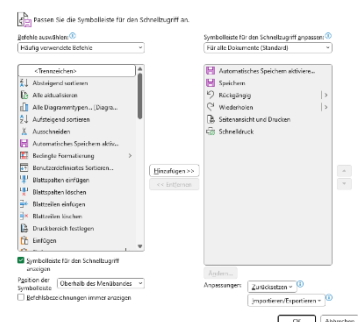 Passen Sie die Symbolleiste für den Schnellzugriff an.
Befehle auswählen:
Häufig verwendete Befehle
<Trennzeichen>
Absteigend sortieren
Alle aktualisieren
Alle Diagrammtypen... [Diagra...
Aufsteigend sortieren
Ausschneiden
Automatisches Speichern aktiv...
Bedingte Formatierung
Benutzerdefiniertes Sortieren...
Blattspalten einfügen
Blattspalten löschen
Blattzeilen einfügen
Blattzeilen löschen
Druckbereich festlegen
Einfügen
Symbolleiste für den Schnellzugriff
anzeigen
Position der
Symbolleiste
Oberhalb des Menübandes
Befehlsbezeichnungen immer anzeigen
Hinzufügen >>
<< Entfernen
Symbolleiste für den Schnellzugriff anpassen:
Für alle Dokumente (Standard)
Automatisches Speichern aktiviere...
Speichern
Rückgängig
Wiederholen
Seitenansicht und Drucken
Schnelldruck
Ändern...
Anpassungen:
Zurücksetzen
Importieren/Exportieren
OK
Abbrechen